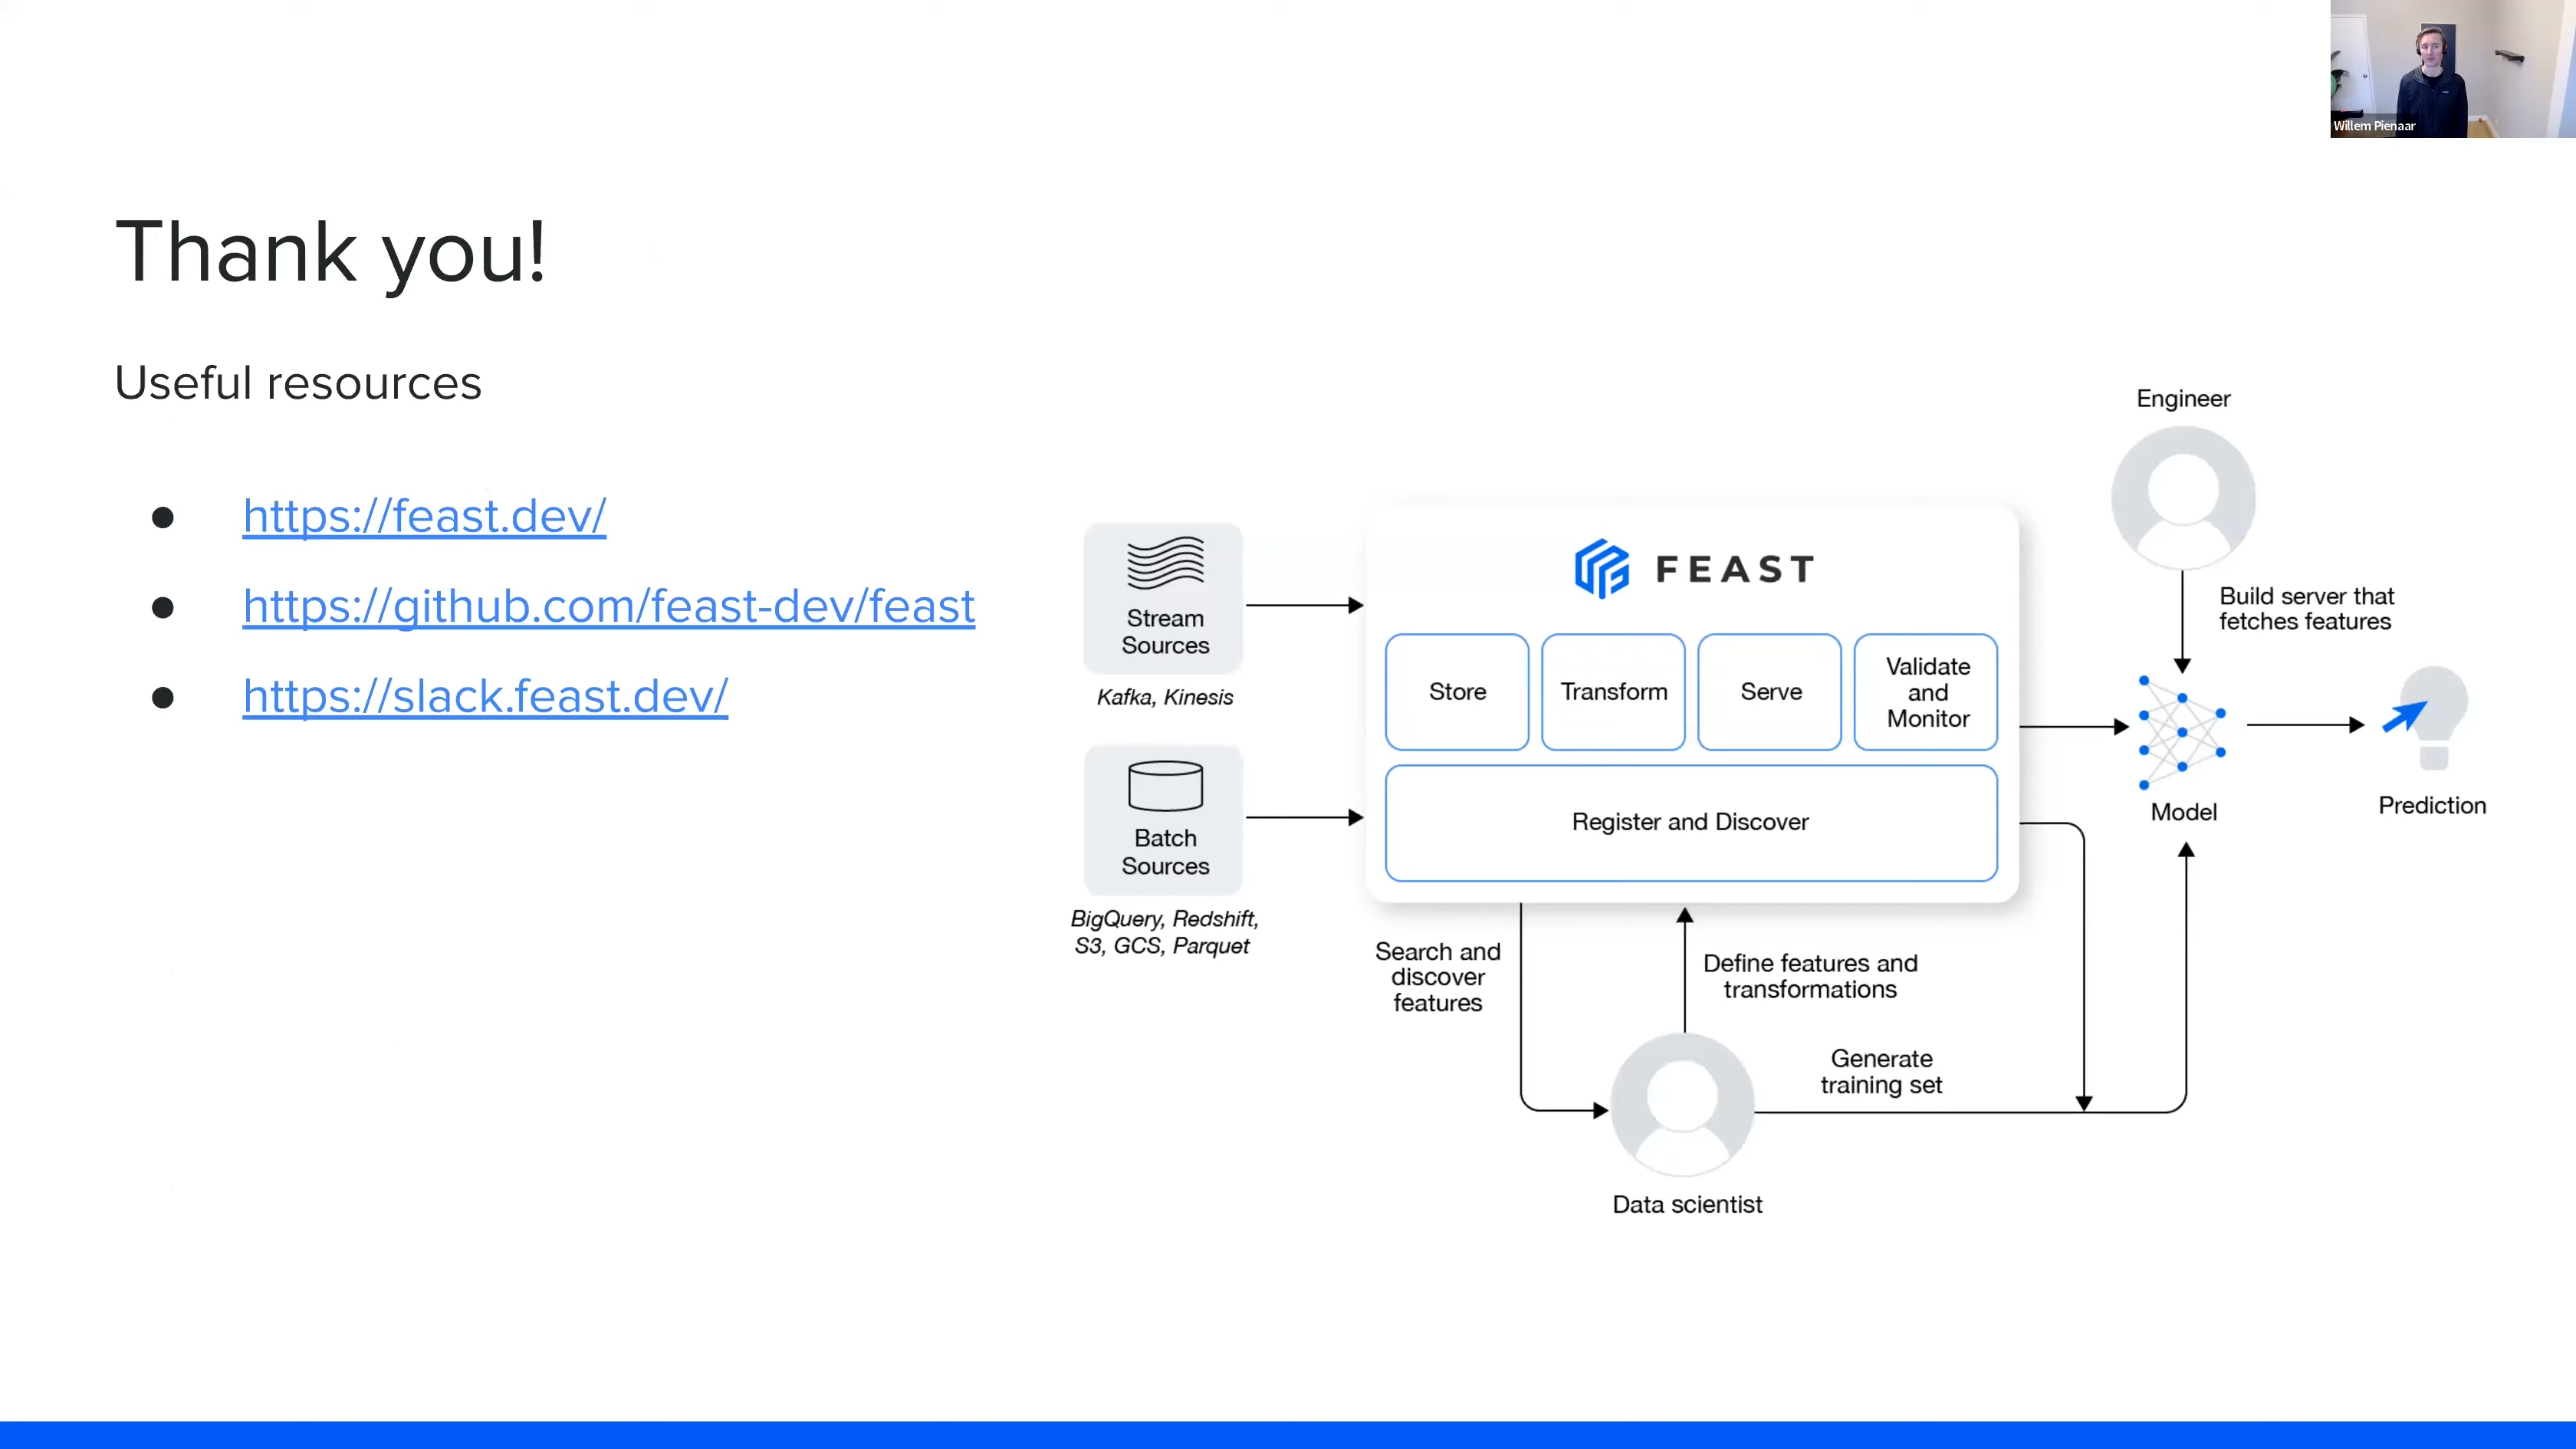 Willem Pienaar
Thank you!
Useful resources
● https://feast.dev/
● https://github.com/feast-dev/feast
● https://slack.feast.dev/
Stream
Sources
Kafka, Kinesis
Batch
Sources
BigQuery, Redshift,
S3, GCS, Parquet
FEAST
Store
Transform
Serve
Validate
and
Monitor
Register and Discover
Search and
discover
features
Define features and
transformations
Generate
training set
Data scientist
Engineer
Build server that
fetches features
Model
Prediction